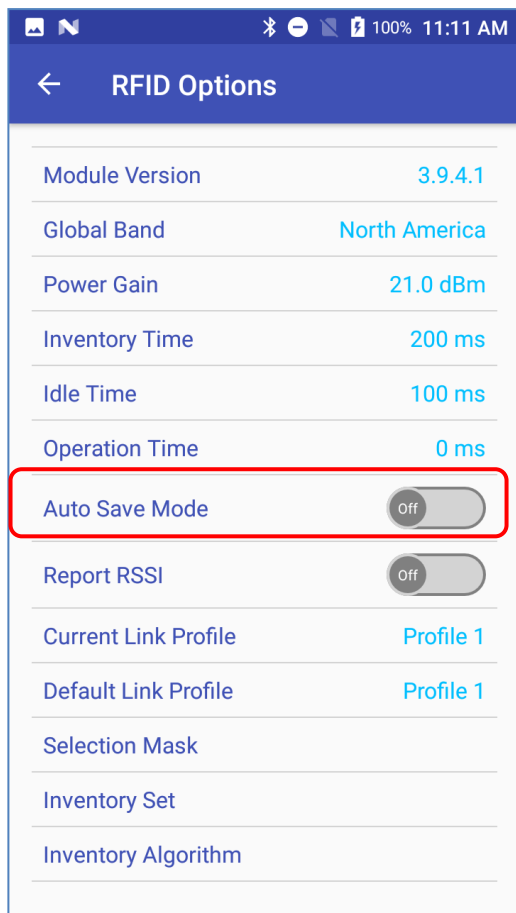 100% 11:11 AM
RFID Options
Module Version 3.9.4.1
Global Band North America
Power Gain 21.0 dBm
Inventory Time 200 ms
Idle Time 100 ms
Operation Time 0 ms
Auto Save Mode Off
Report RSSI Off
Current Link Profile Profile 1
Default Link Profile Profile 1
Selection Mask
Inventory Set
Inventory Algorithm